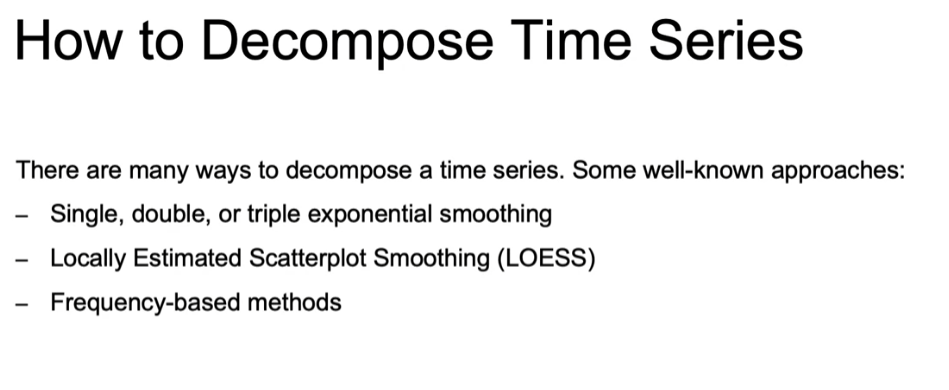 How to Decompose Time Series
There are many ways to decompose a time series. Some well-known approaches:
– Single, double, or triple exponential smoothing
– Locally Estimated Scatterplot Smoothing (LOESS)
– Frequency-based methods